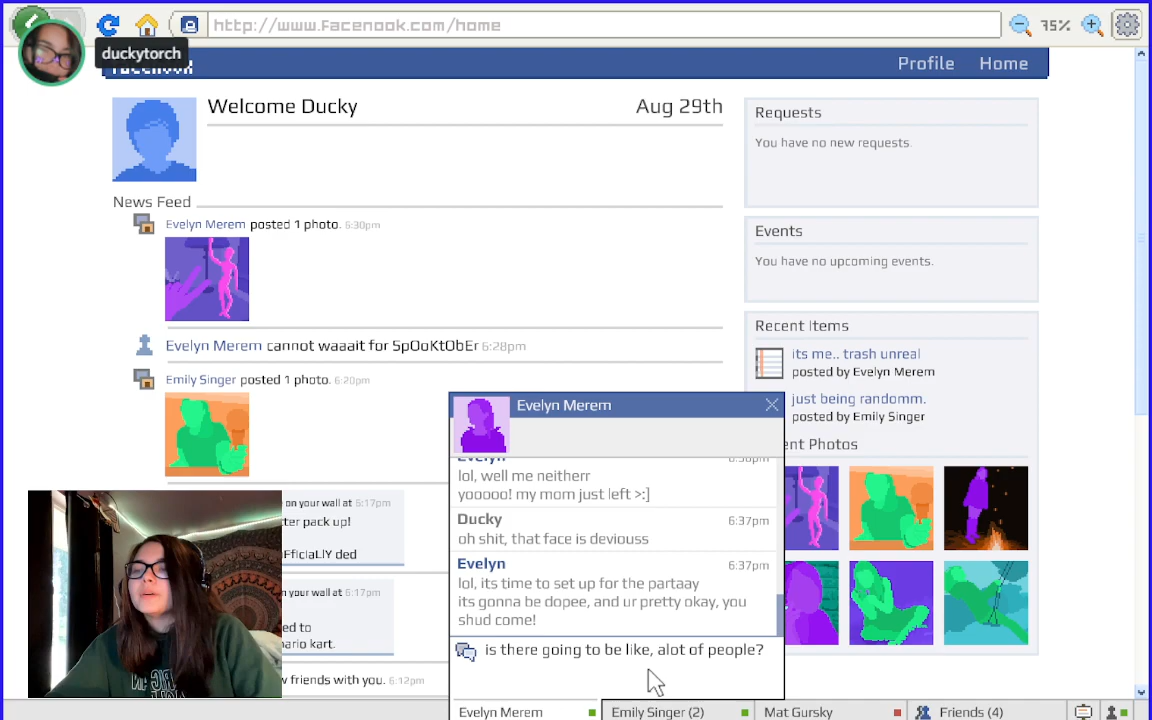 http://www.Facenook.com/home
75%
duckytorch
Facenook
Profile
Home
Welcome Ducky
Aug 29th
News Feed
Evelyn Merem posted 1 photo. 6:30pm
Evelyn Merem cannot waaait for SpOoKtObEr 6:28pm
Emily Singer posted 1 photo. 6:20pm
on your wall at 6:17pm
tter pack up!
FFficiaLlY ded
n your wall at 6:17pm
ed to
nario kart.
w friends with you. 6:12pm
Requests
You have no new requests.
Events
You have no upcoming events.
Recent Items
its me.. trash unreal
posted by Evelyn Merem
just being randomm.
posted by Emily Singer
ent Photos
Evelyn Merem
Evelyn
lol, well me neitherr
yooooo! my mom just left >:]
Ducky 6:37pm
oh shit, that face is deviouss
Evelyn 6:37pm
lol, its time to set up for the partaay
its gonna be dopee, and ur pretty okay, you
shud come!
is there going to be like, alot of people?
Evelyn Merem
Emily Singer (2)
Mat Gursky
Friends (4)